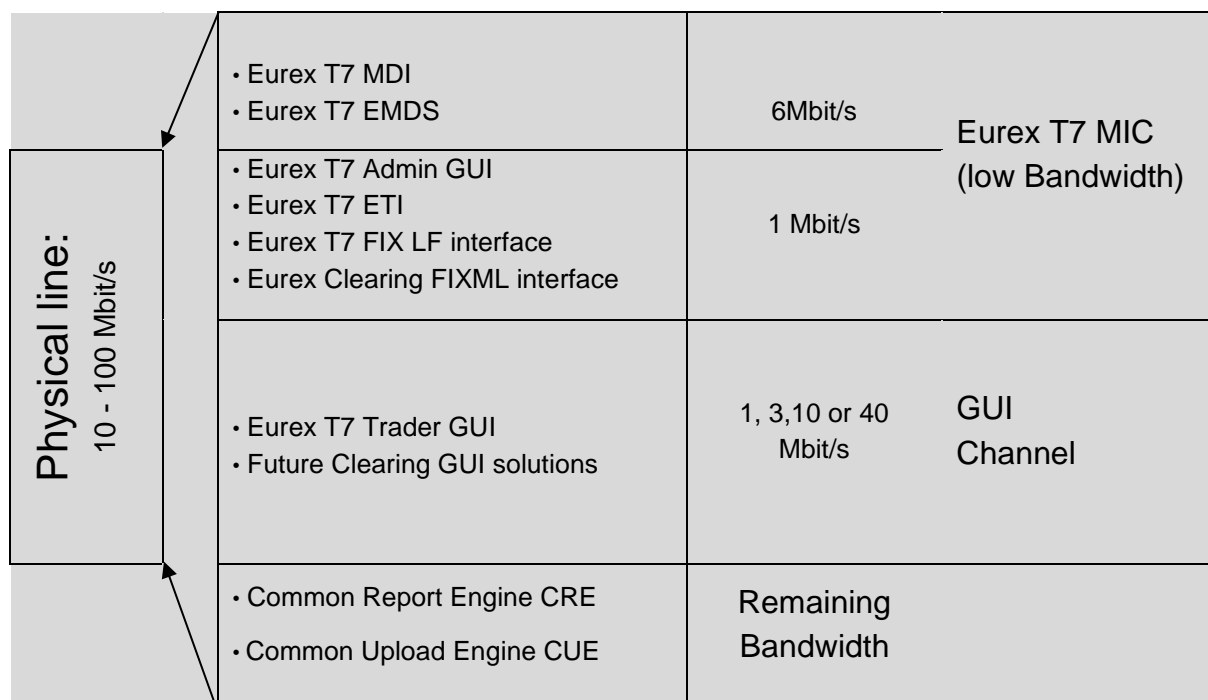 Physical line:
10 - 100 Mbit/s
• Eurex T7 MDI
• Eurex T7 EMDS
6Mbit/s
Eurex T7 MIC
(low Bandwidth)
• Eurex T7 Admin GUI
• Eurex T7 ETI
• Eurex T7 FIX LF interface
• Eurex Clearing FIXML interface
1 Mbit/s
• Eurex T7 Trader GUI
• Future Clearing GUI solutions
1, 3,10 or 40
Mbit/s
GUI
Channel
• Common Report Engine CRE
• Common Upload Engine CUE
Remaining
Bandwidth